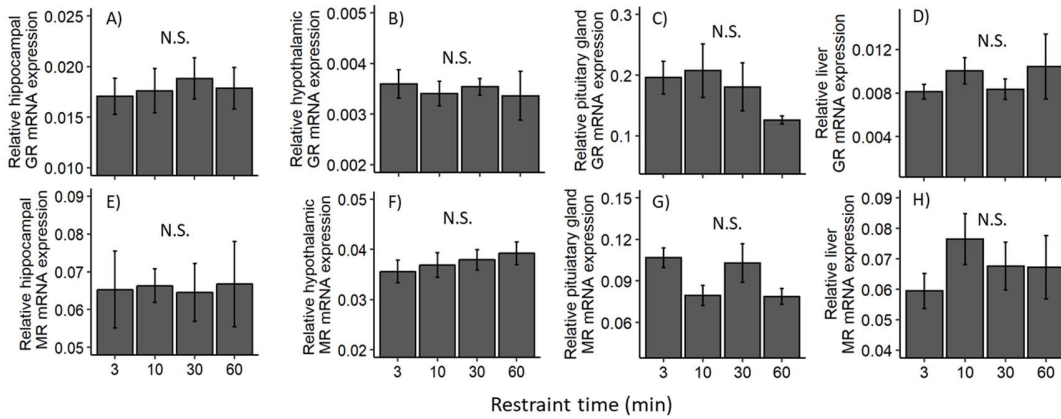 A)
N.S.
Relative hippocampal
GR mRNA expression
0.025
0.020
0.015
0.010
B)
N.S.
Relative hypothalamic
GR mRNA expression
0.005
0.004
0.003
0.002
C)
N.S.
Relative pituitary gland
GR mRNA expression
0.3
0.2
0.1
D)
N.S.
Relative liver
GR mRNA expression
0.012
0.008
0.004
E)
N.S.
Relative hippocampal
MR mRNA expression
0.09
0.08
0.07
0.06
0.05
3 10 30 60
F)
N.S.
Relative hypothalamic
MR mRNA expression
0.05
0.04
0.03
0.02
3 10 30 60
G)
N.S.
Relative pituiatary gland
MR mRNA expression
0.15
0.12
0.09
0.06
3 10 30 60
H)
N.S.
Relative liver
MR mRNA expression
0.09
0.08
0.07
0.06
0.05
0.04
3 10 30 60
Restraint time (min)